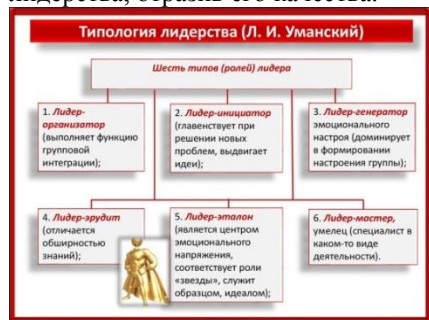 лидерства, отразив его качества.
Типология лидерства (Л. И. Уманский)
Шесть типов (ролей) лидера
1. Лидер-
организатор
(выполняет функцию
групповой
интеграции);
2. Лидер-инициатор
(главенствует при
решении новых
проблем, выдвигает
идеи);
3. Лидер-генератор
эмоционального
настроя (доминирует
в формировании
настроения группы);
4. Лидер-эрудит
(отличается
обширностью
знаний);
5. Лидер-эталон
(является центром
эмоционального
напряжения,
соответствует роли
«звезды», служит
образцом, идеалом);
6. Лидер-мастер,
умелец (специалист в
каком-то виде
деятельности).